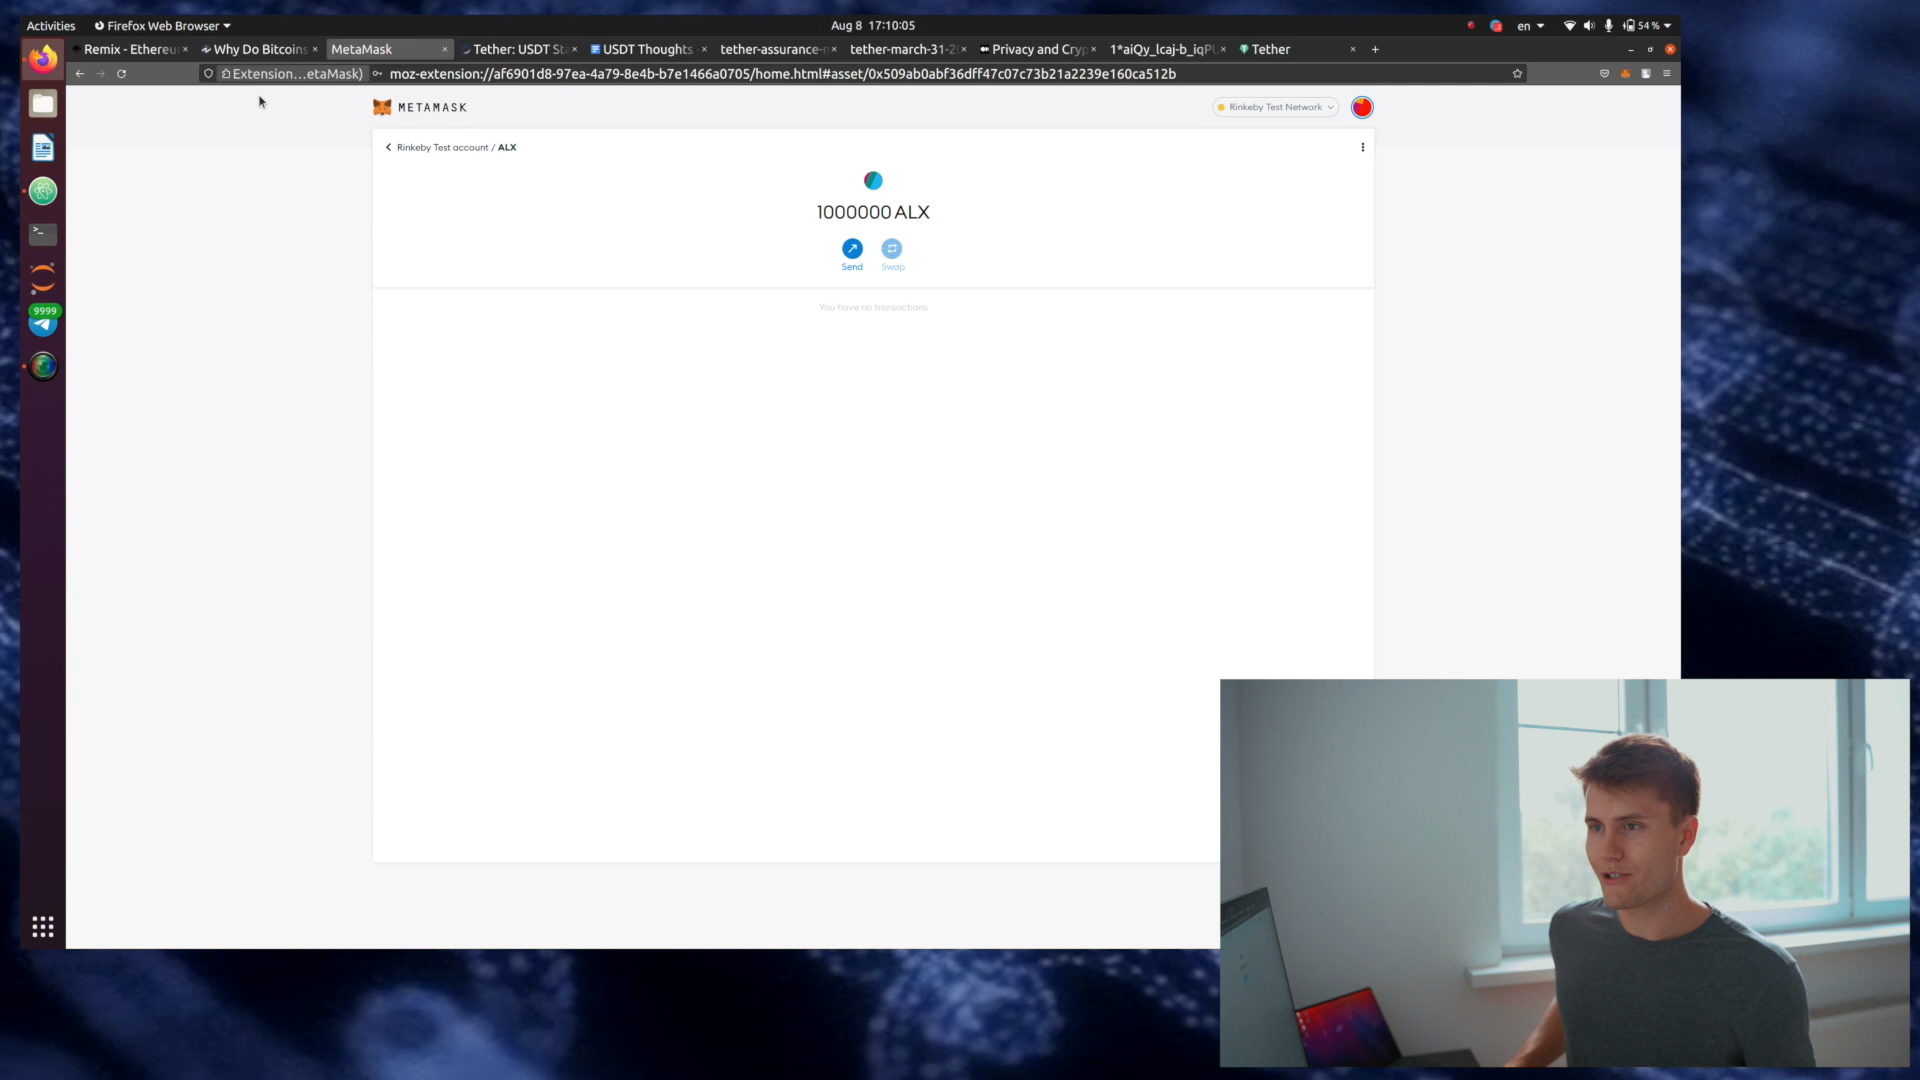 Activities
Firefox Web Browser
Aug 8 17:10:05
en
54 %
Remix - Ethereu
Why Do Bitcoins
MetaMask
Tether: USDT St
USDT Thoughts
tether-assurance-
tether-march-31-2
Privacy and Cryp
1*aiQy_lcaj-b_iqP
Tether
Extension...etaMask)
moz-extension://af6901d8-97ea-4a79-8e4b-b7e1466a0705/home.html#asset/0x509ab0abf36dff47c07c73b21a2239e160ca512b
METAMASK
Rinkeby Test Network
Rinkeby Test account / ALX
1000000 ALX
Send
Swap
You have no transactions
9999